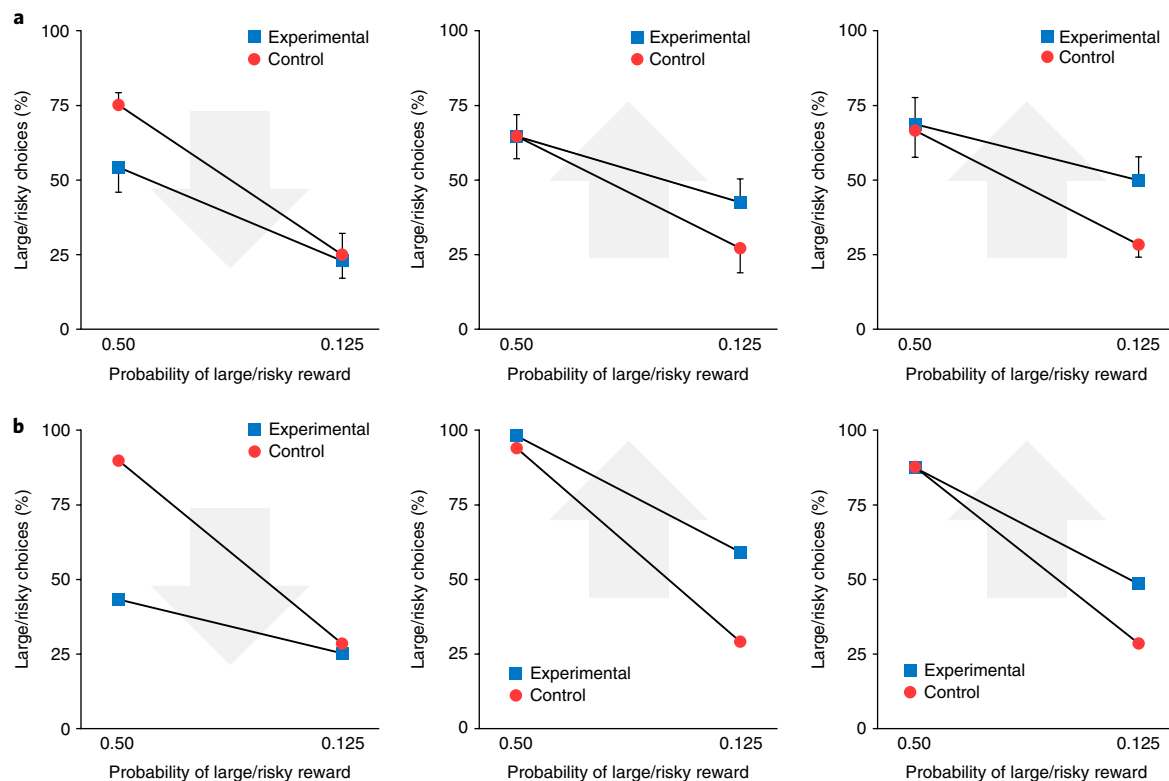 a
Large/risky choices (%)
100
75
50
25
0
Experimental
Control
0.50
0.125
Probability of large/risky reward
Large/risky choices (%)
100
75
50
25
0
Experimental
Control
0.50
0.125
Probability of large/risky reward
Large/risky choices (%)
100
75
50
25
0
Experimental
Control
0.50
0.125
Probability of large/risky reward
b
Large/risky choices (%)
100
75
50
25
0
Experimental
Control
0.50
0.125
Probability of large/risky reward
Large/risky choices (%)
100
75
50
25
0
Experimental
Control
0.50
0.125
Probability of large/risky reward
Large/risky choices (%)
100
75
50
25
0
Experimental
Control
0.50
0.125
Probability of large/risky reward